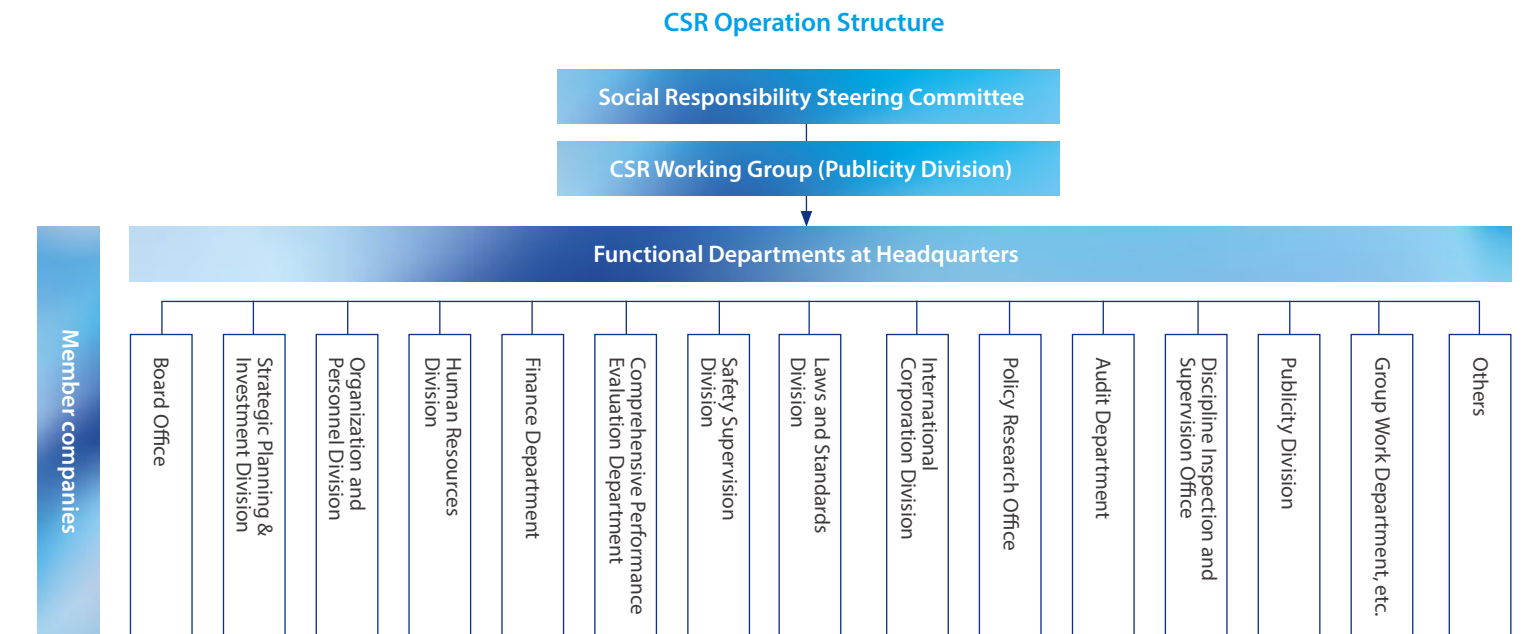 CSR Operation Structure
Social Responsibility Steering Committee
CSR Working Group (Publicity Division)
Functional Departments at Headquarters
Member companies
Board Office
Strategic Planning &
Investment Division
Organization and
Personnel Division
Human Resources
Division
Finance Department
Comprehensive Performance
Evaluation Department
Safety Supervision
Division
Laws and Standards
Division
International
Corporation Division
Policy Research Office
Audit Department
Discipline Inspection and
Supervision Office
Publicity Division
Group Work Department, etc.
Others